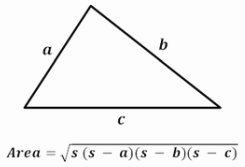 a
b
c
Area = √s (s − a)(s − b)(s − c)